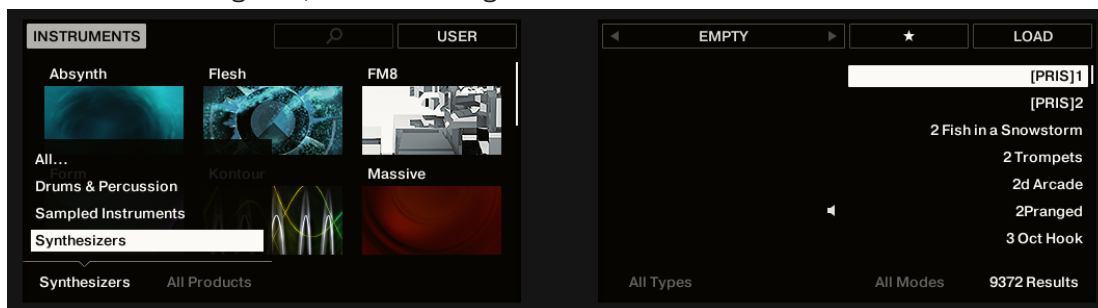 INSTRUMENTS
USER
Absynth
Flesh
FM8
All...
Form
Kontour
Massive
Drums & Percussion
Sampled Instruments
Synthesizers
Synthesizers
All Products
EMPTY
★
LOAD
[PRIS]1
[PRIS]2
2 Fish in a Snowstorm
2 Trompets
2d Arcade
2Pranged
3 Oct Hook
All Types
All Modes
9372 Results